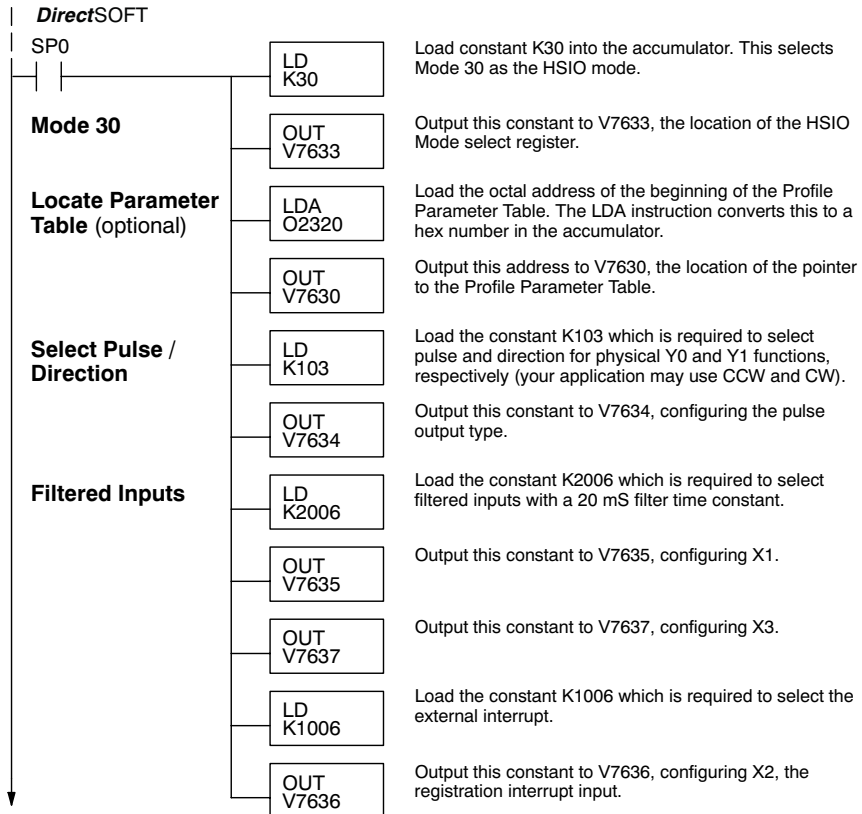 DirectSOFT
SP0
LD
K30
Load constant K30 into the accumulator. This selects
Mode 30 as the HSIO mode.
Mode 30
OUT
V7633
Output this constant to V7633, the location of the HSIO
Mode select register.
Locate Parameter
Table (optional)
LDA
O2320
Load the octal address of the beginning of the Profile
Parameter Table. The LDA instruction converts this to a
hex number in the accumulator.
OUT
V7630
Output this address to V7630, the location of the pointer
to the Profile Parameter Table.
Select Pulse /
Direction
LD
K103
Load the constant K103 which is required to select
pulse and direction for physical Y0 and Y1 functions,
respectively (your application may use CCW and CW).
OUT
V7634
Output this constant to V7634, configuring the pulse
output type.
Filtered Inputs
LD
K2006
Load the constant K2006 which is required to select
filtered inputs with a 20 mS filter time constant.
OUT
V7635
Output this constant to V7635, configuring X1.
OUT
V7637
Output this constant to V7637, configuring X3.
LD
K1006
Load the constant K1006 which is required to select the
external interrupt.
OUT
V7636
Output this constant to V7636, configuring X2, the
registration interrupt input.